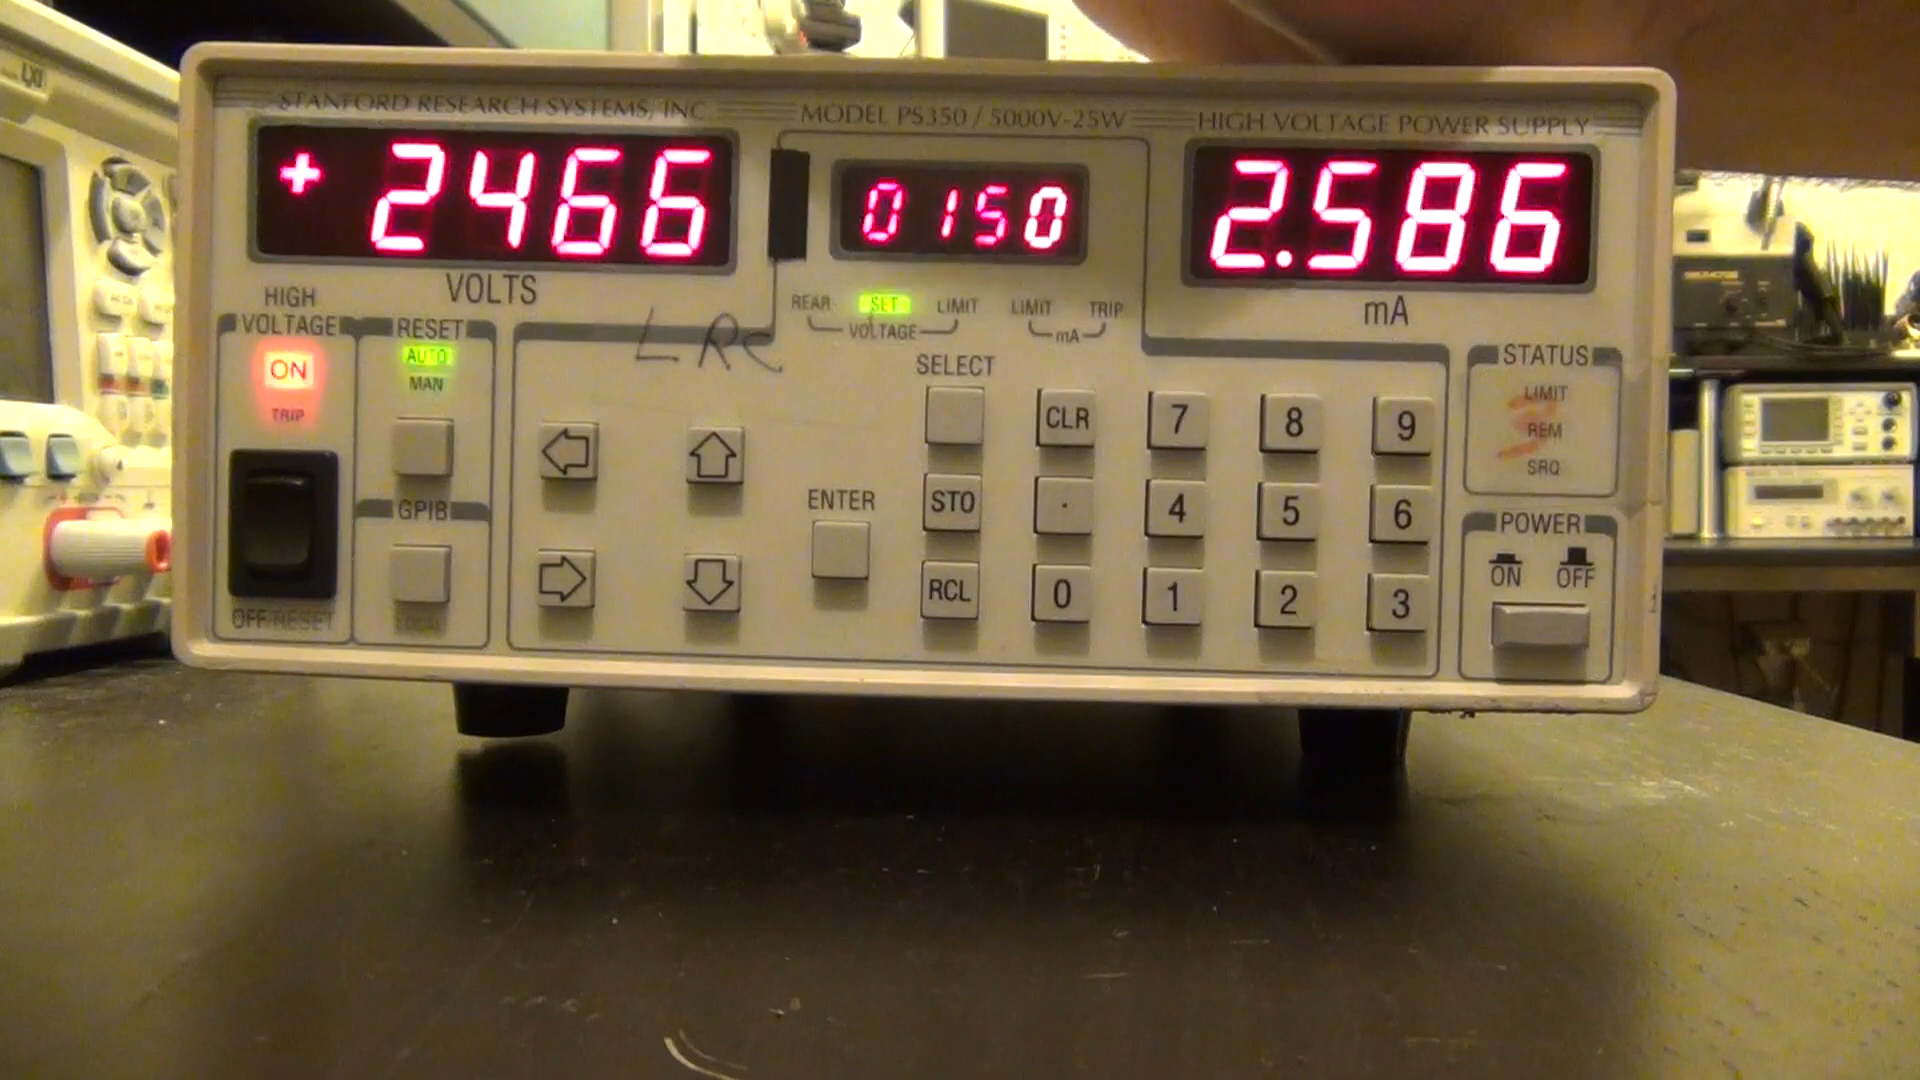 LXI
STANFORD RESEARCH SYSTEMS, INC
MODEL PS350 / 5000V-25W
HIGH VOLTAGE POWER SUPPLY
+ 2466
0150
2.586
VOLTS
mA
REAR SET LIMIT
VOLTAGE
LIMIT TRIP
mA
HIGH
VOLTAGE
ON
TRIP
OFF/RESET
RESET
AUTO
MAN
GPIB
LOCAL
SELECT
ENTER
CLR 7 8 9
STO . 4 5 6
RCL 0 1 2 3
STATUS
LIMIT
REM
SRQ
POWER
ON OFF